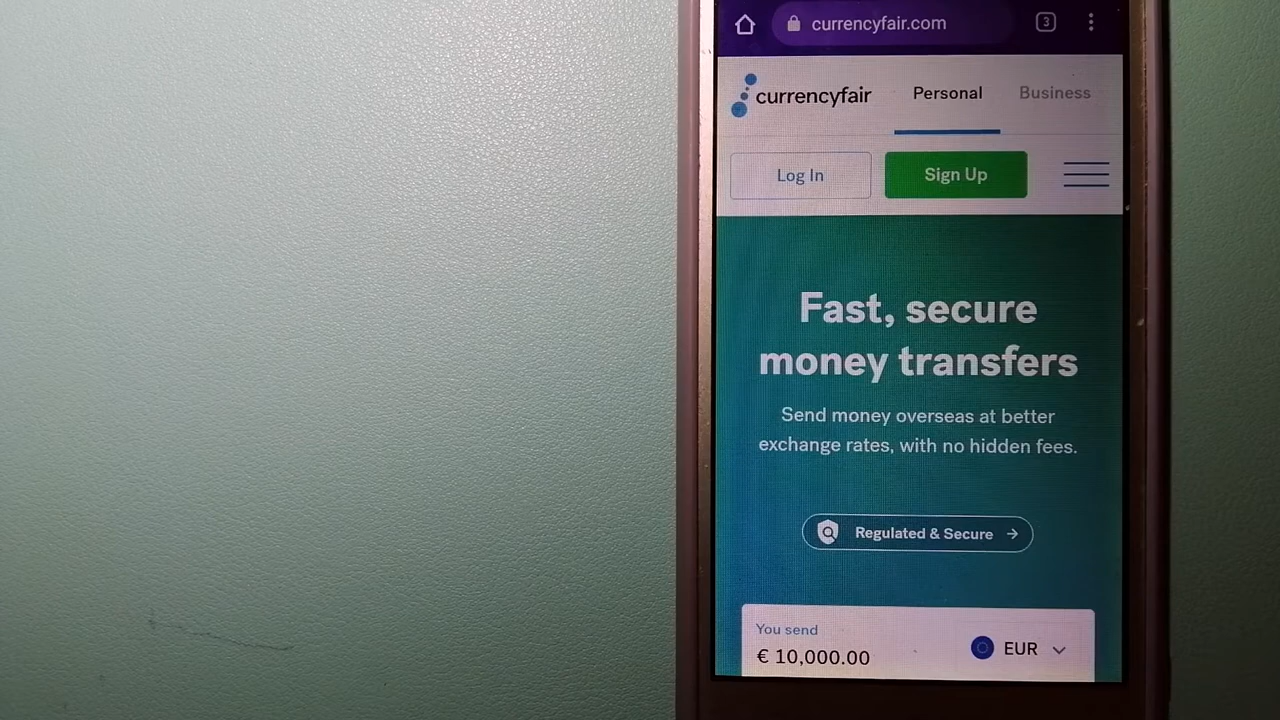 currencyfair.com
3
currencyfair
Personal
Business
Log In
Sign Up
Fast, secure
money transfers
Send money overseas at better
exchange rates, with no hidden fees.
Regulated & Secure →
You send
€ 10,000.00
EUR